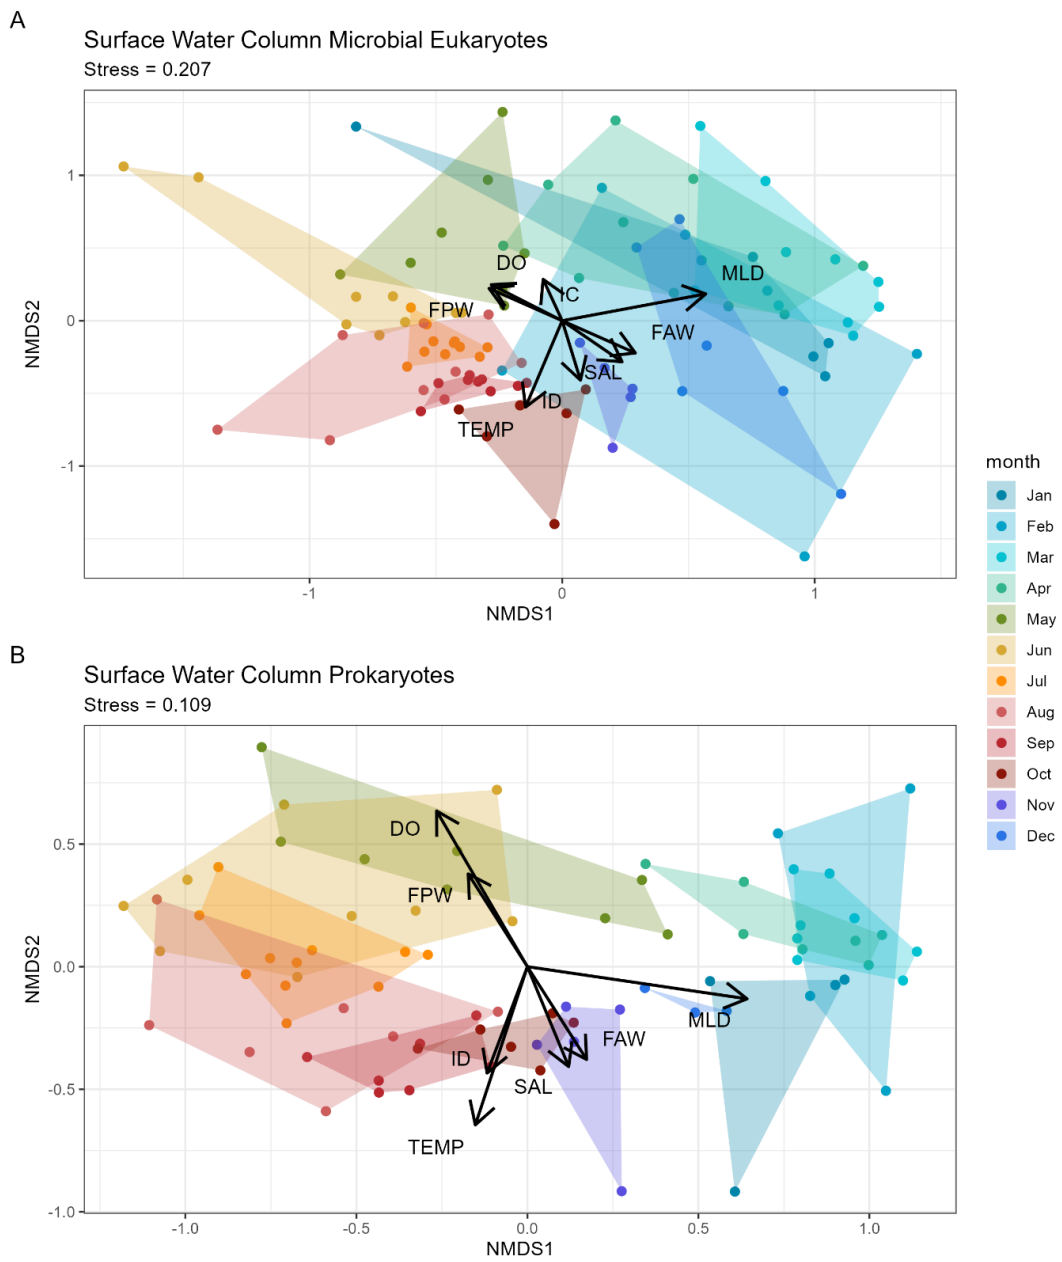 A
Surface Water Column Microbial Eukaryotes
Stress = 0.207
NMDS2
1
0
-1
DO
IC
MLD
FPW
FAW
SAL
ID
TEMP
-1
0
1
NMDS1
month
Jan
Feb
Mar
Apr
May
Jun
Jul
Aug
Sep
Oct
Nov
Dec
B
Surface Water Column Prokaryotes
Stress = 0.109
NMDS2
0.5
0.0
-0.5
-1.0
DO
FPW
MLD
FAW
ID
SAL
TEMP
-1.0
-0.5
0.0
0.5
1.0
NMDS1